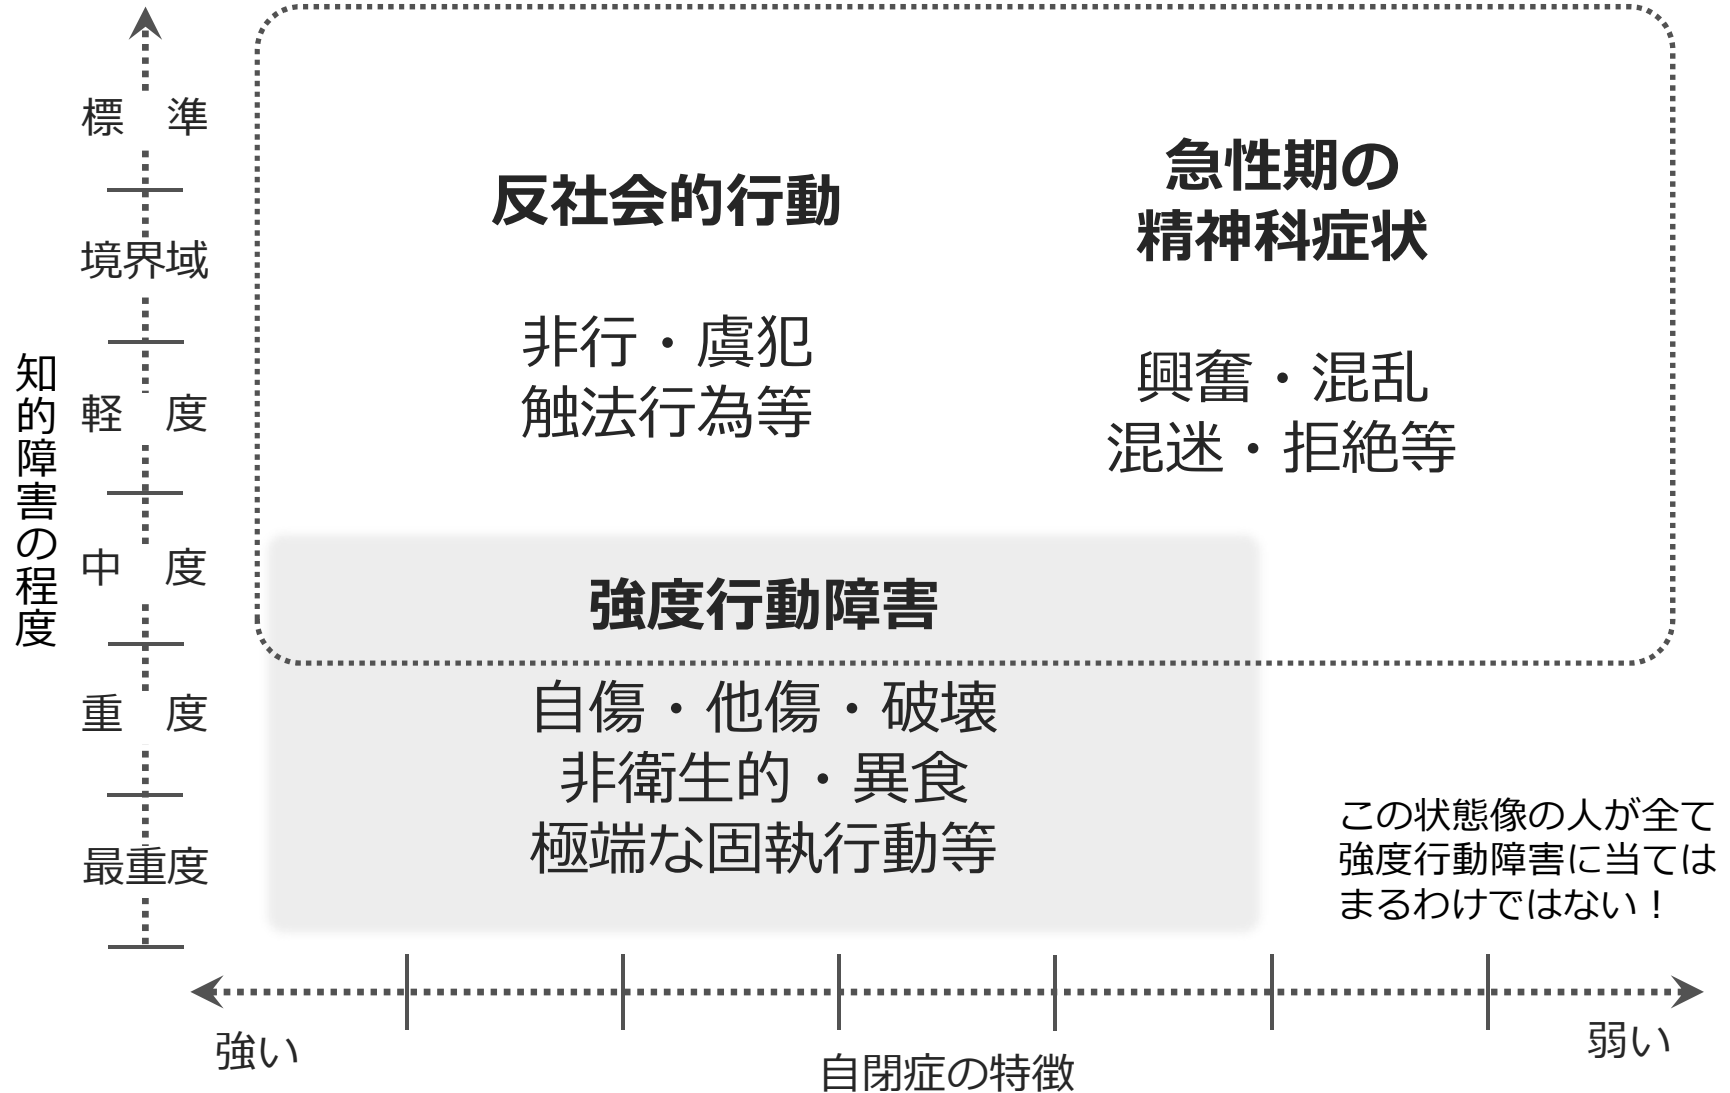 知的障害の程度
標 準
境界域
軽 度
中 度
重 度
最重度
反社会的行動
非行・虞犯
触法行為等
急性期の
精神科症状
興奮・混乱
混迷・拒絶等
強度行動障害
自傷・他傷・破壊
非衛生的・異食
極端な固執行動等
この状態像の人が全て
強度行動障害に当ては
まるわけではない！
強い
自閉症の特徴
弱い